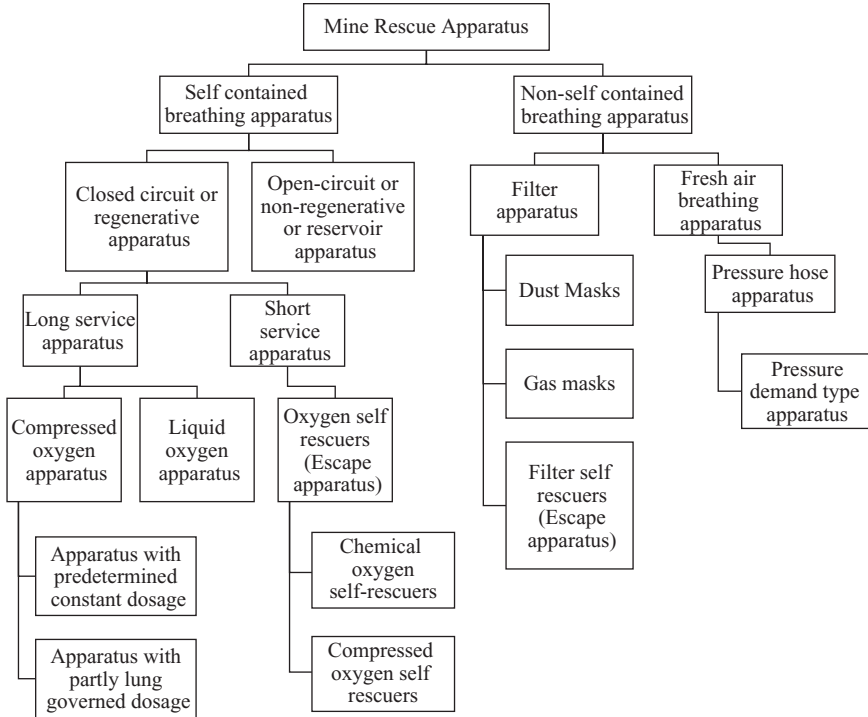 Mine Rescue Apparatus
Self contained
breathing apparatus
Non-self contained
breathing apparatus
Closed circuit or
regenerative
apparatus
Open-circuit or
non-regenerative
or reservoir
apparatus
Filter
apparatus
Fresh air
breathing
apparatus
Dust Masks
Pressure hose
apparatus
Long service
apparatus
Short
service
apparatus
Gas masks
Pressure
demand type
apparatus
Compressed
oxygen
apparatus
Liquid
oxygen
apparatus
Oxygen self
rescuers
(Escape
apparatus)
Filter self
rescuers
(Escape
apparatus)
Apparatus with
predetermined
constant dosage
Chemical
oxygen
self-rescuers
Apparatus with
partly lung
governed dosage
Compressed
oxygen self
rescuers